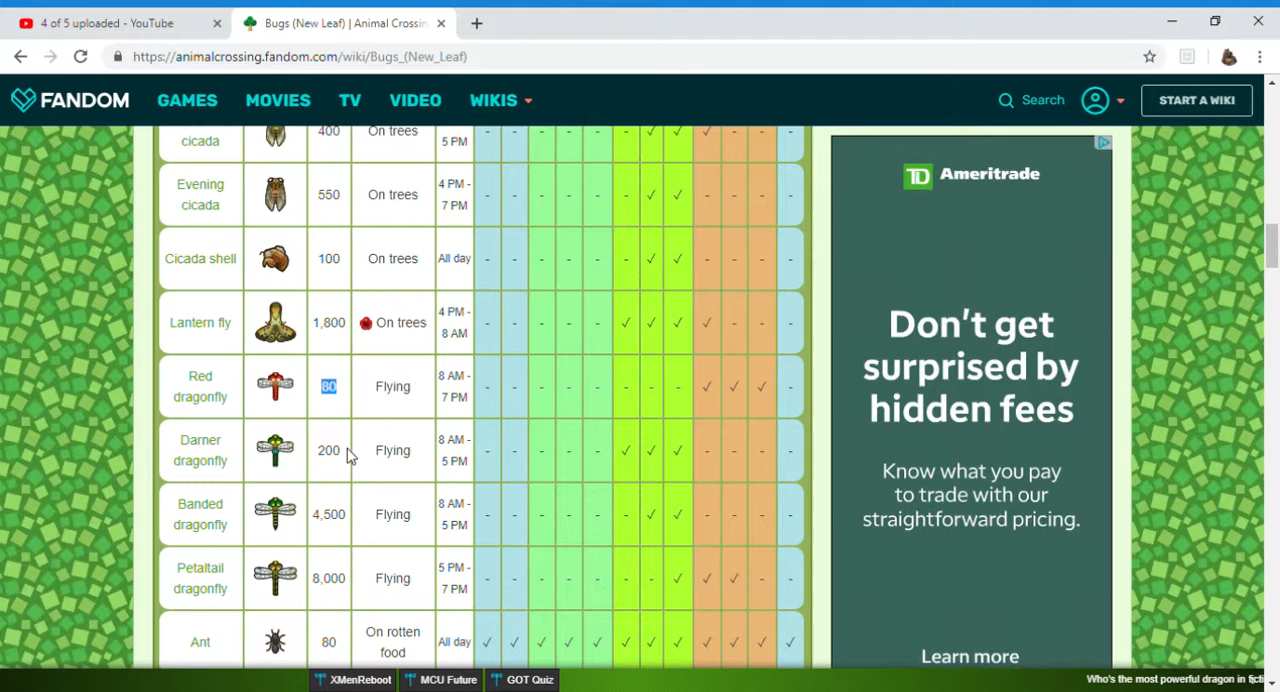 4 of 5 uploaded - YouTube
Bugs (New Leaf) | Animal Crossin
https://animalcrossing.fandom.com/wiki/Bugs_(New_Leaf)
FANDOM GAMES MOVIES TV VIDEO WIKIS Search START A WIKI
cicada 400 On trees 5 PM - - - - - - ✓ ✓ ✓ - - -
Evening cicada 550 On trees 4 PM - 7 PM - - - - - - ✓ ✓ - - - -
Cicada shell 100 On trees All day - - - - - - ✓ ✓ - - - -
Lantern fly 1,800 On trees 4 PM - 8 AM - - - - - ✓ ✓ ✓ ✓ - - -
Red dragonfly 80 Flying 8 AM - 7 PM - - - - - - - - ✓ ✓ ✓ -
Darner dragonfly 200 Flying 8 AM - 5 PM - - - - - ✓ ✓ ✓ - - - -
Banded dragonfly 4,500 Flying 8 AM - 5 PM - - - - - - ✓ ✓ - - - -
Petaltail dragonfly 8,000 Flying 5 PM - 7 PM - - - - - - - ✓ ✓ ✓ - -
Ant 80 On rotten food All day ✓ ✓ ✓ ✓ ✓ ✓ ✓ ✓ ✓ ✓ ✓ ✓
TD Ameritrade
Don't get
surprised by
hidden fees
Know what you pay
to trade with our
straightforward pricing.
Learn more
XMenReboot MCU Future GOT Quiz
Who's the most powerful dragon in